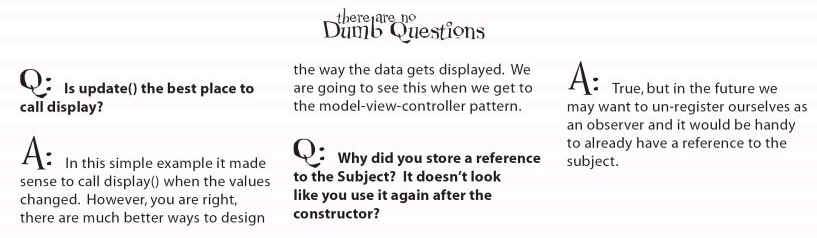 there are no
Dumb Questions
Q: Is update() the best place to
call display?
A: In this simple example it made
sense to call display() when the values
changed. However, you are right,
there are much better ways to design
the way the data gets displayed. We
are going to see this when we get to
the model-view-controller pattern.
Q: Why did you store a reference
to the Subject? It doesn’t look
like you use it again after the
constructor?
A: True, but in the future we
may want to un-register ourselves as
an observer and it would be handy
to already have a reference to the
subject.